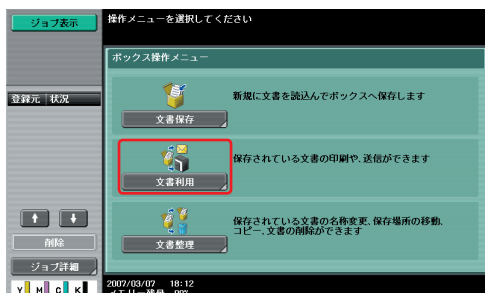 ジョブ表示
操作メニューを選択してください
ボックス操作メニュー
登録元 状況
新規に文書を読込んでボックスへ保存します
文書保存
保存されている文書の印刷や、送信ができます
文書利用
保存されている文書の名称変更、保存場所の移動、
コピー、文書の削除ができます
文書整理
削除
ジョブ詳細
Y M C K
2007/03/07 18:12
メモリー残量 99%